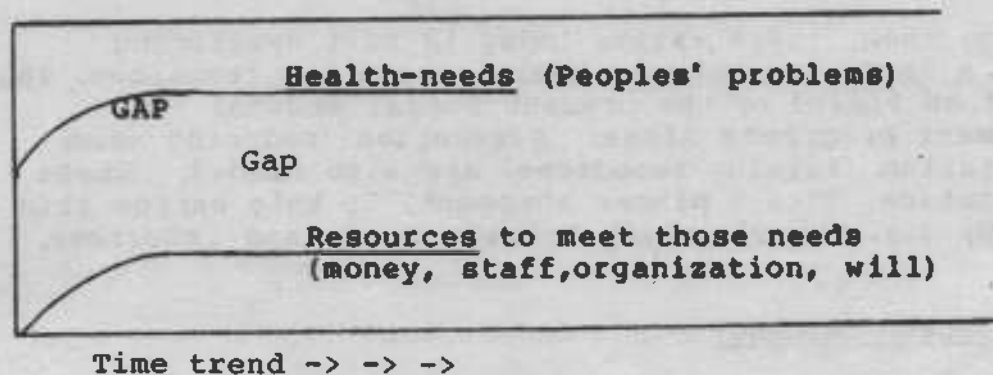 Health-needs (Peoples' problems)
GAP
Gap
Resources to meet those needs
(money, staff,organization, will)
Time trend -> -> ->